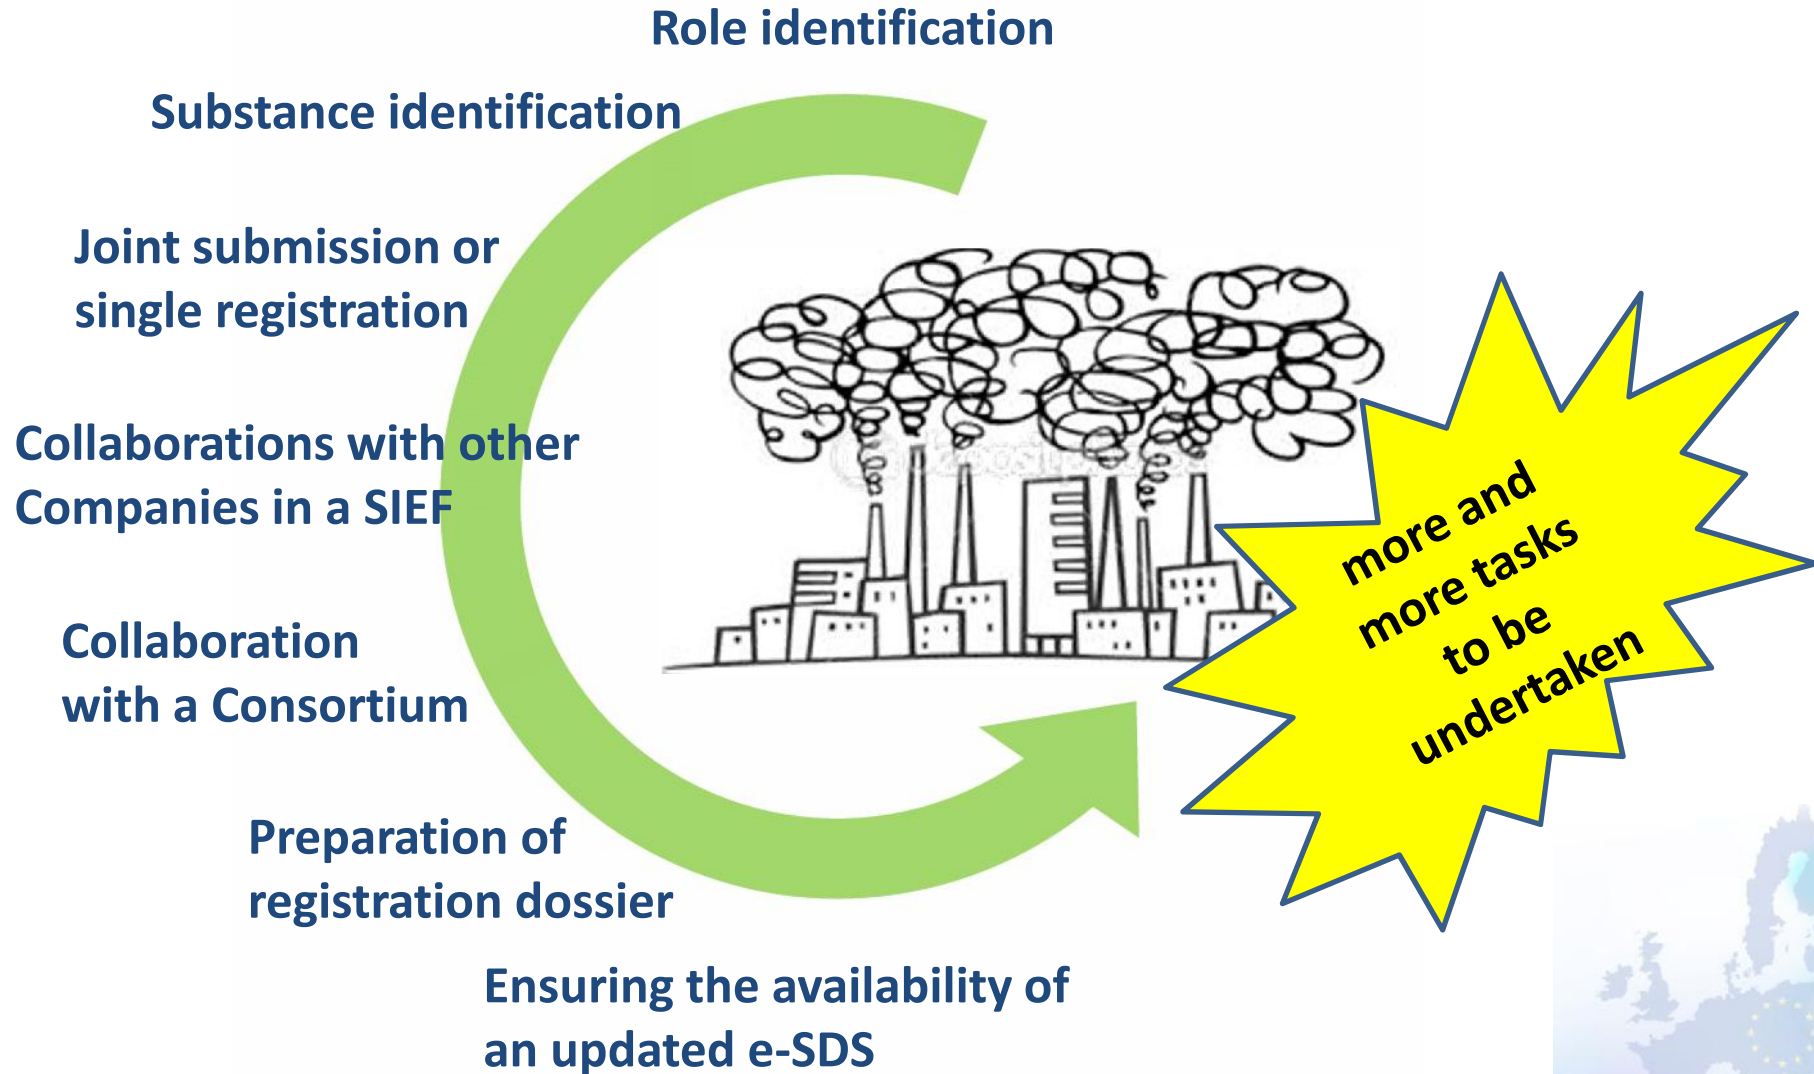 Role identification
Substance identification
Joint submission or
single registration
Collaborations with other
Companies in a SIEF
Collaboration
with a Consortium
Preparation of
registration dossier
Ensuring the availability of
an updated e-SDS
more and
more tasks
to be
undertaken